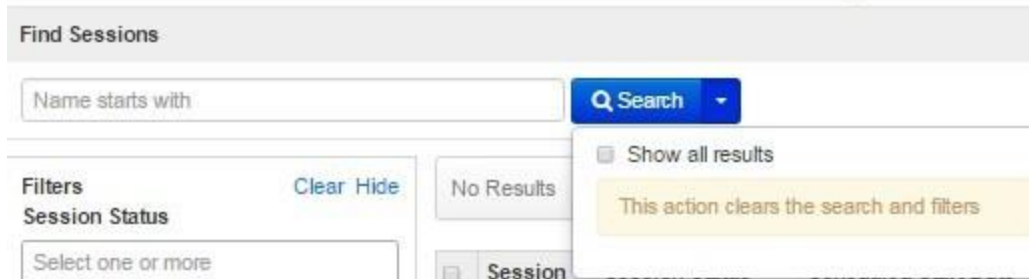 Find Sessions
Name starts with
Search
Show all results
Filters Clear Hide
No Results
This action clears the search and filters
Session Status
Select one or more
Session